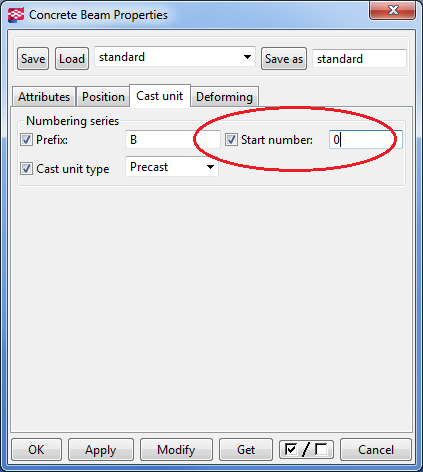 Concrete Beam Properties
Save Load standard Save as standard
Attributes Position Cast unit Deforming
Numbering series
Prefix: B Start number: 0
Cast unit type Precast
OK Apply Modify Get / Cancel